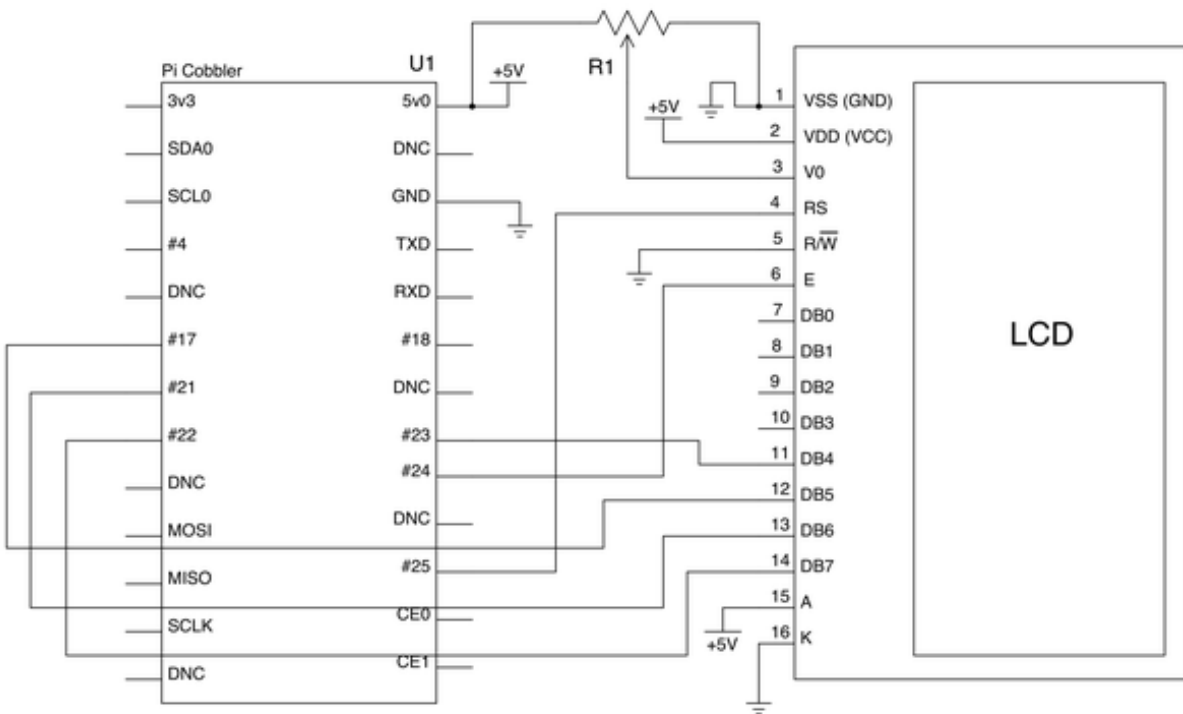 Pi Cobbler
U1
3v3
SDA0
SCL0
#4
DNC
#17
#21
#22
DNC
MOSI
MISO
SCLK
DNC
5v0
DNC
GND
TXD
RXD
#18
DNC
#23
#24
DNC
#25
CE0
CE1
+5V
R1
+5V
1 VSS (GND)
2 VDD (VCC)
3 V0
4 RS
5 R/W̅
6 E
7 DB0
8 DB1
9 DB2
10 DB3
11 DB4
12 DB5
13 DB6
14 DB7
15 A
16 K
+5V
LCD